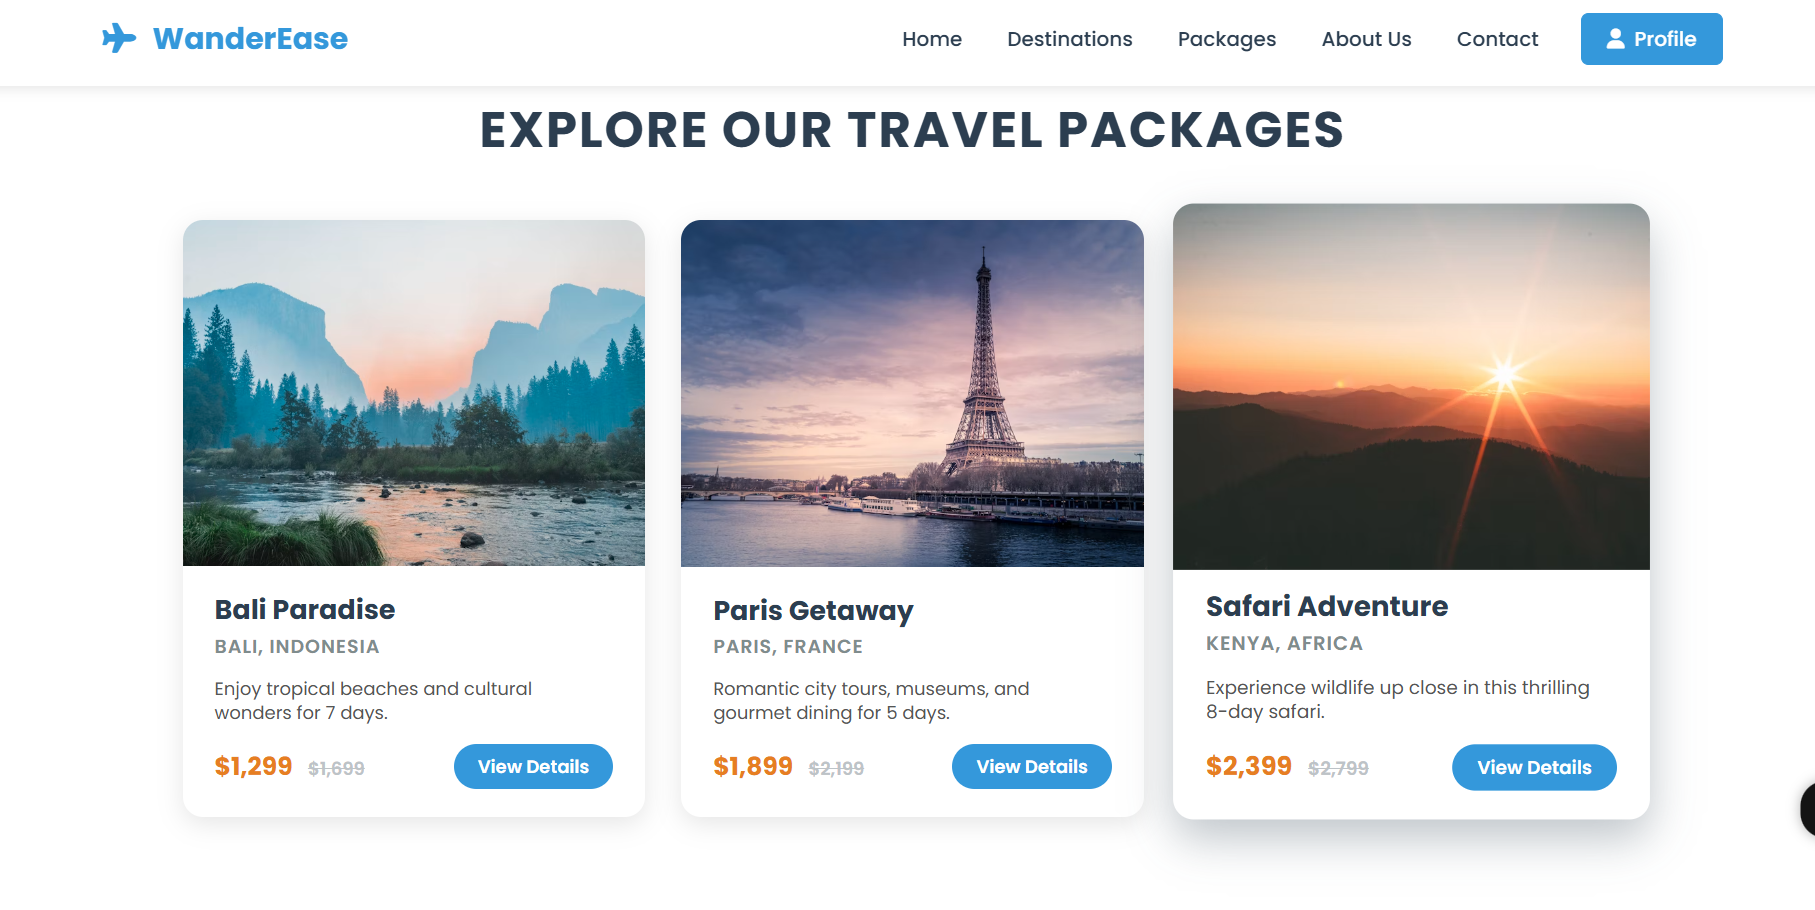 WanderEase
Home
Destinations
Packages
About Us
Contact
Profile
EXPLORE OUR TRAVEL PACKAGES
Bali Paradise
BALI, INDONESIA
Enjoy tropical beaches and cultural
wonders for 7 days.
$1,299 $1,699
View Details
Paris Getaway
PARIS, FRANCE
Romantic city tours, museums, and
gourmet dining for 5 days.
$1,899 $2,199
View Details
Safari Adventure
KENYA, AFRICA
Experience wildlife up close in this thrilling
8-day safari.
$2,399 $2,799
View Details